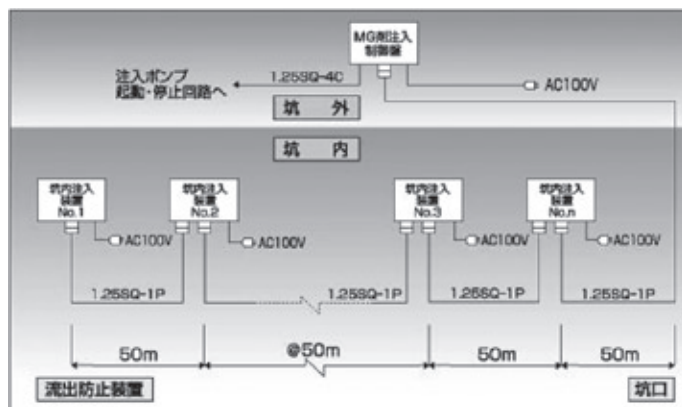 MG剤注入
制御盤
注入ポンプ
起動・停止回路へ
1.25SQ-4C
AC100V
坑 外
坑 内
坑内注入
装置
No.1
坑内注入
装置
No.2
坑内注入
装置
No.3
坑内注入
装置
No.n
AC100V
AC100V
AC100V
AC100V
1.25SQ-1P
1.25SQ-1P
1.25SQ-1P
1.25SQ-1P
50m
@50m
50m
50m
流出防止装置
坑口